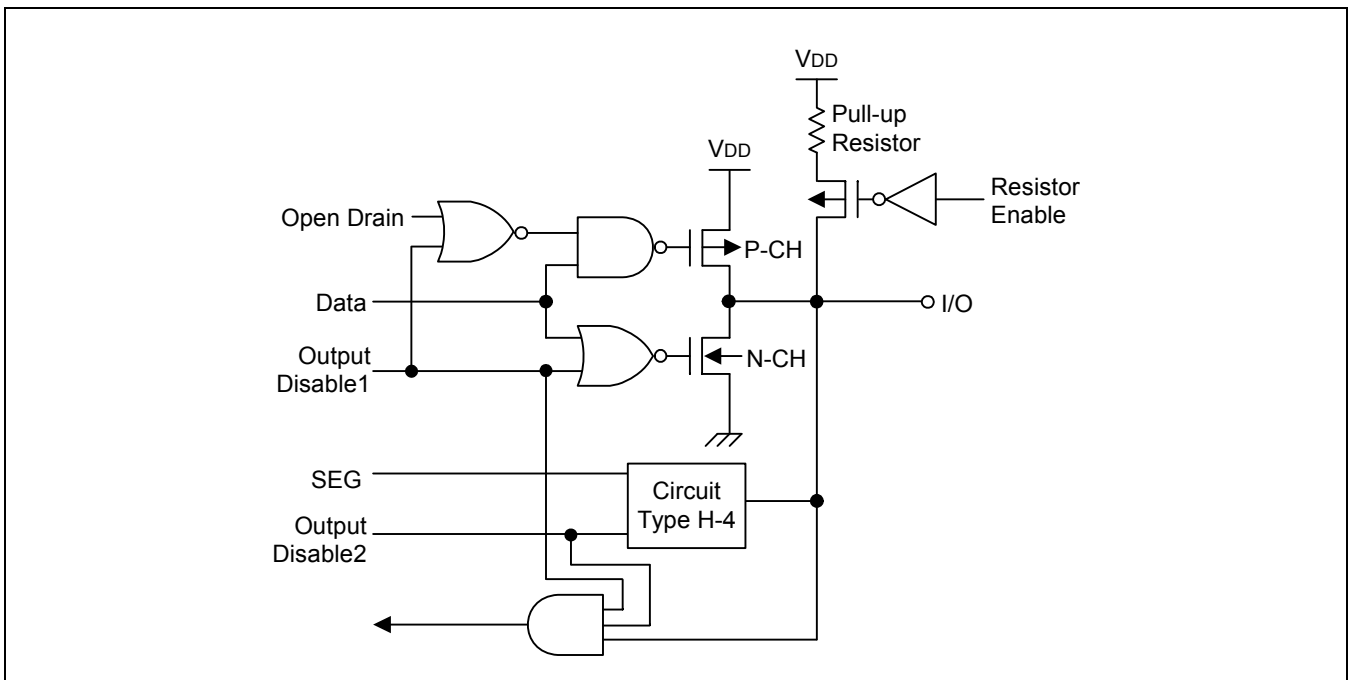 VDD
Pull-up
Resistor
VDD
Resistor
Enable
Open Drain
P-CH
Data
I/O
Output
Disable1
N-CH
SEG
Circuit
Type H-4
Output
Disable2